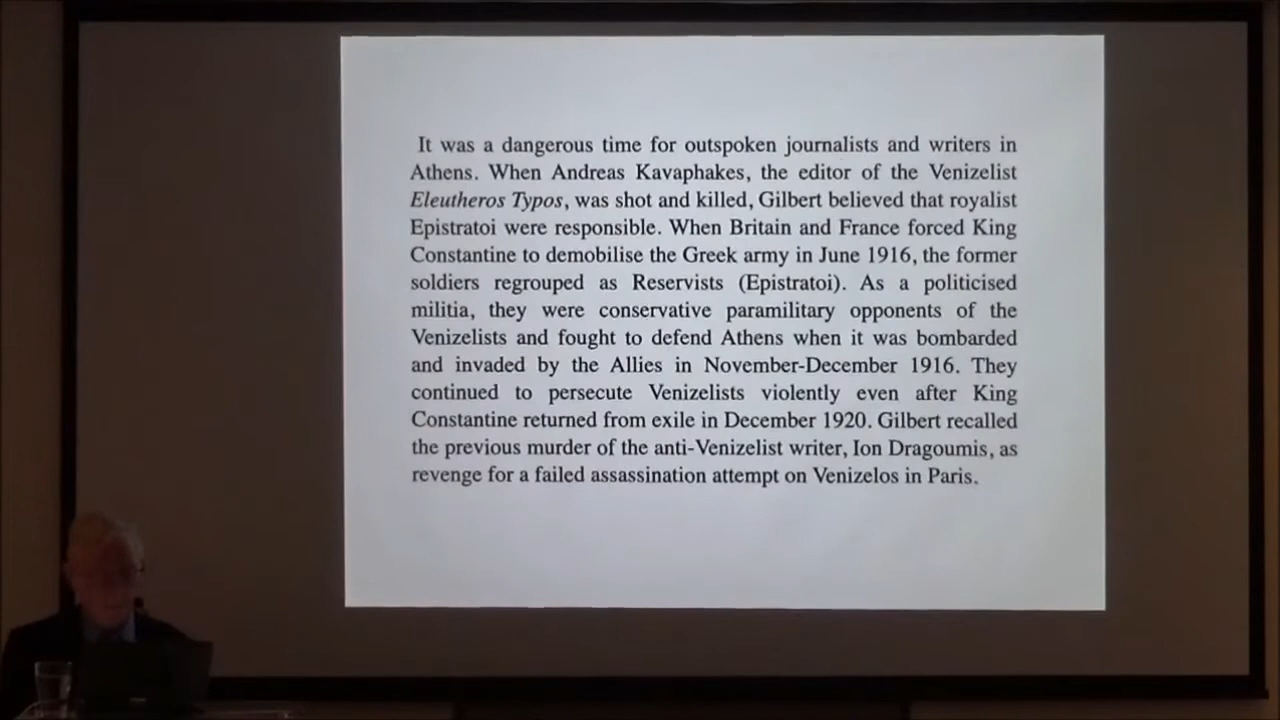 It was a dangerous time for outspoken journalists and writers in
Athens. When Andreas Kavaphakes, the editor of the Venizelist
Eleutheros Typos, was shot and killed, Gilbert believed that royalist
Epistratoi were responsible. When Britain and France forced King
Constantine to demobilise the Greek army in June 1916, the former
soldiers regrouped as Reservists (Epistratoi). As a politicised
militia, they were conservative paramilitary opponents of the
Venizelists and fought to defend Athens when it was bombarded
and invaded by the Allies in November-December 1916. They
continued to persecute Venizelists violently even after King
Constantine returned from exile in December 1920. Gilbert recalled
the previous murder of the anti-Venizelist writer, Ion Dragoumis, as
revenge for a failed assassination attempt on Venizelos in Paris.